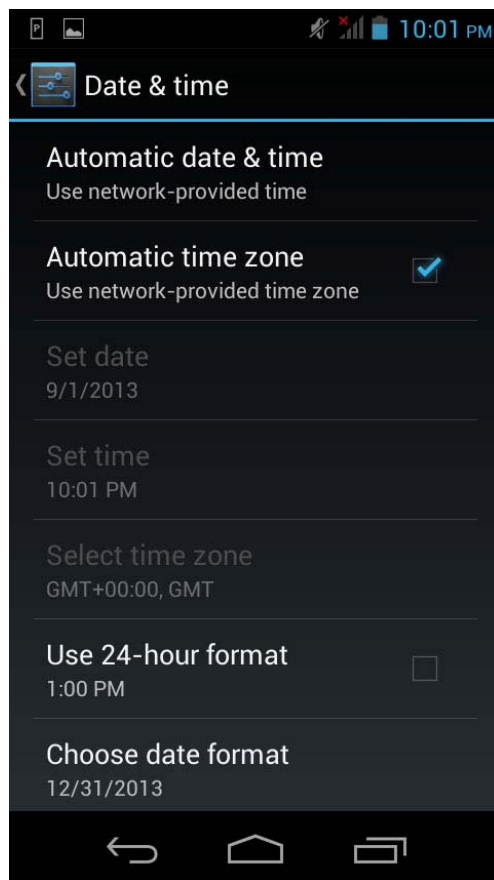 P
10:01 PM
Date & time
Automatic date & time
Use network-provided time
Automatic time zone
Use network-provided time zone
Set date
9/1/2013
Set time
10:01 PM
Select time zone
GMT+00:00, GMT
Use 24-hour format
1:00 PM
Choose date format
12/31/2013